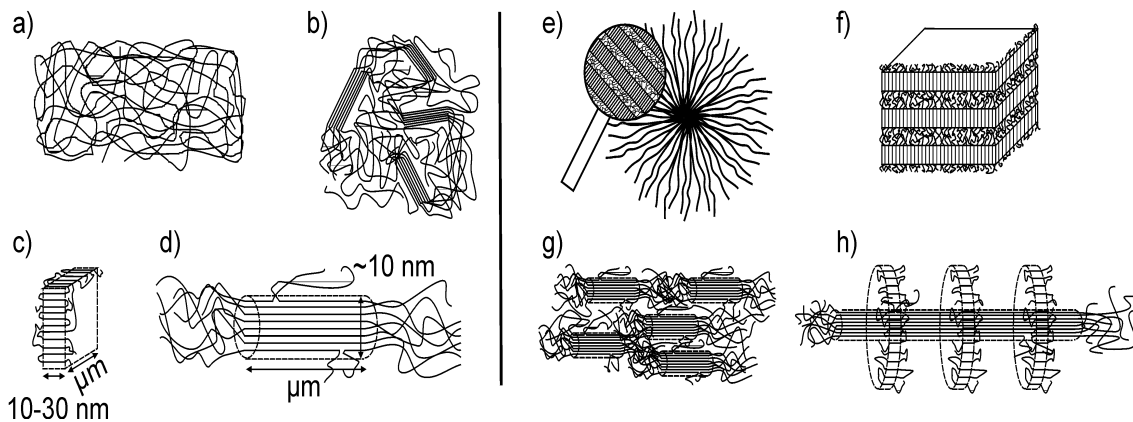 a)
b)
e)
f)
c)
d)
~10 nm
µm
10-30 nm
µm
g)
h)